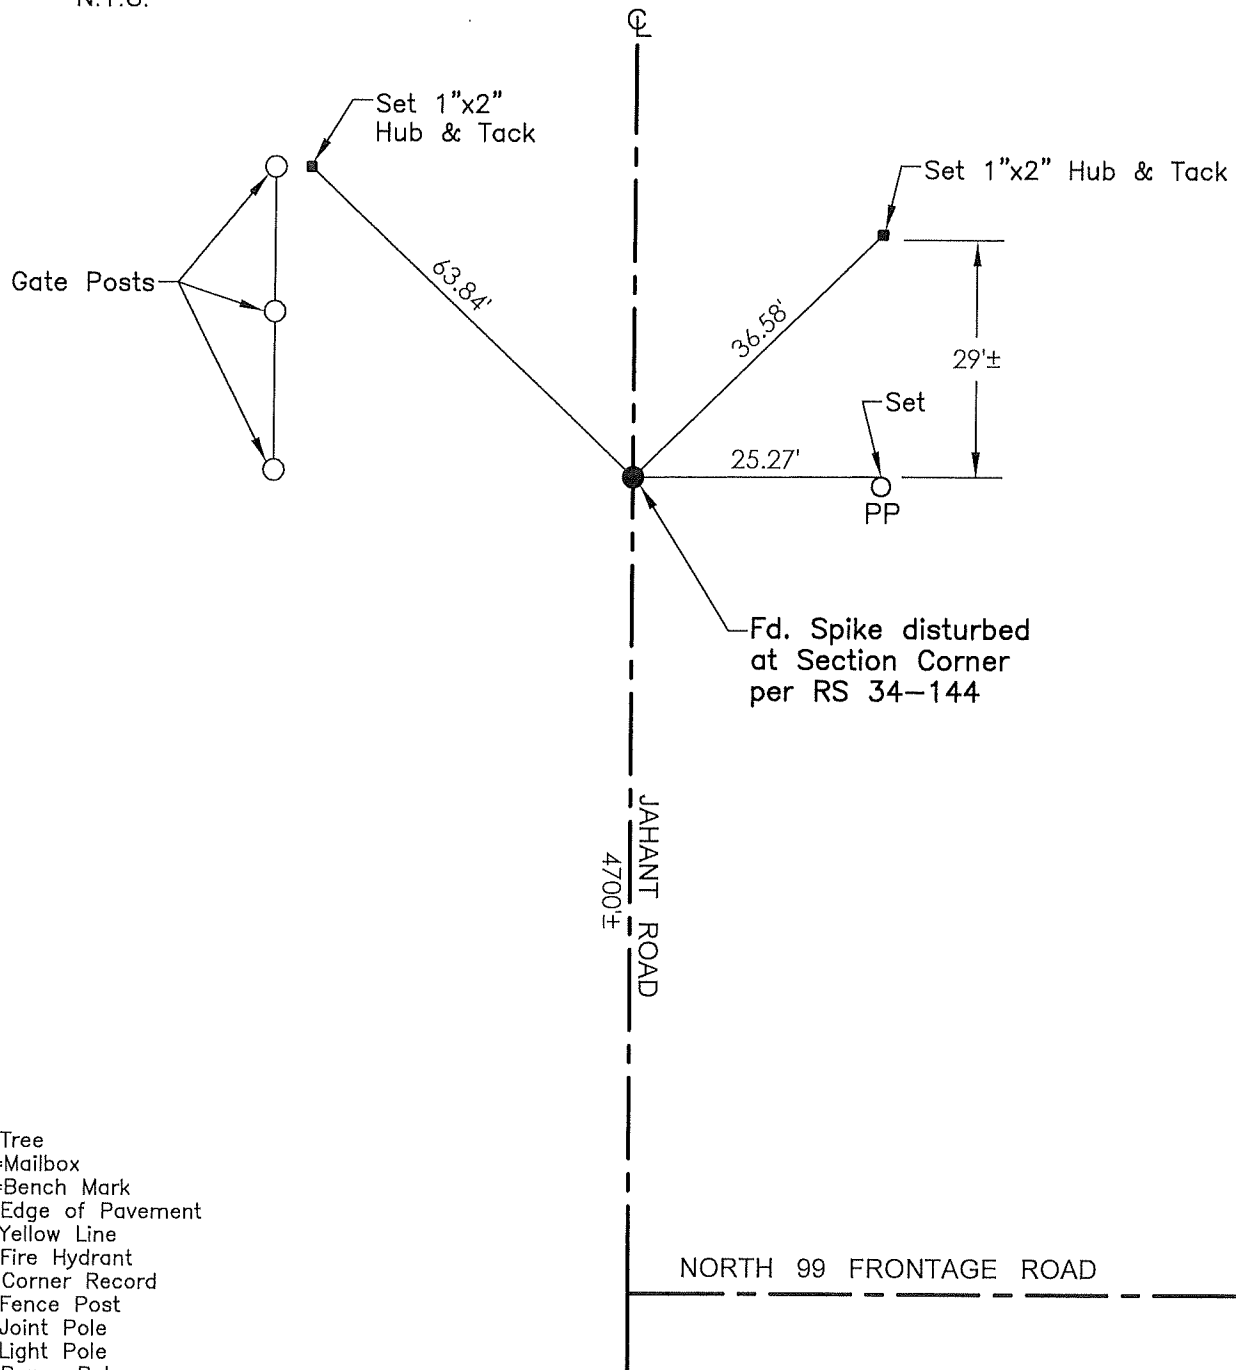 N.T.S.
℄
Set 1"x2"
Hub & Tack
Set 1"x2" Hub & Tack
Gate Posts
63.84'
36.58'
29'±
Set
25.27'
PP
Fd. Spike disturbed
at Section Corner
per RS 34-144
JAHANT ROAD
4700'±
Tree
=Mailbox
=Bench Mark
Edge of Pavement
Yellow Line
Fire Hydrant
Corner Record
Fence Post
Joint Pole
Light Pole
NORTH 99 FRONTAGE ROAD